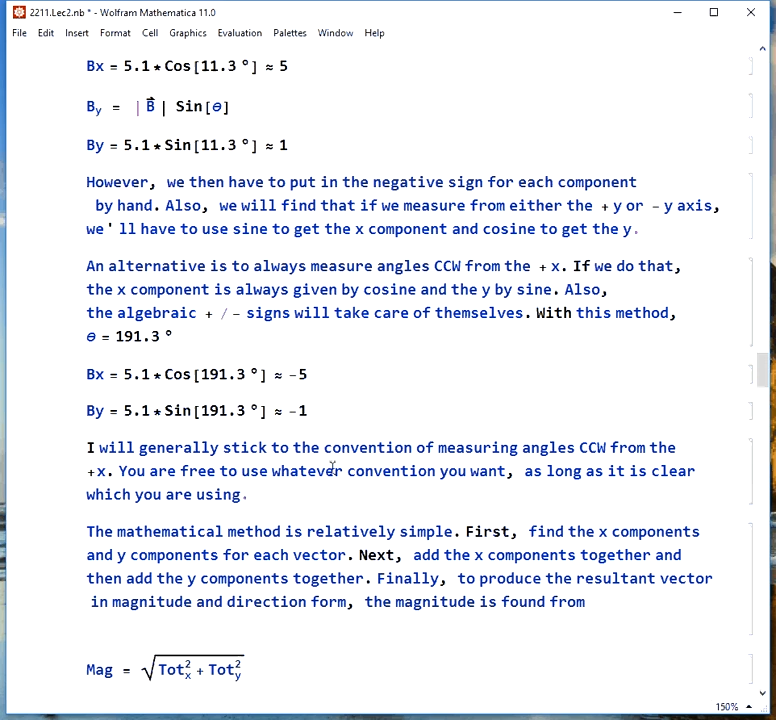 2211.Lec2.nb * - Wolfram Mathematica 11.0
File Edit Insert Format Cell Graphics Evaluation Palettes Window Help
Bx = 5.1 * Cos[11.3 °] ≈ 5
By = | B⃗ | Sin[θ]
By = 5.1 * Sin[11.3 °] ≈ 1
However, we then have to put in the negative sign for each component
by hand. Also, we will find that if we measure from either the + y or - y axis,
we ' ll have to use sine to get the x component and cosine to get the y.
An alternative is to always measure angles CCW from the + x. If we do that,
the x component is always given by cosine and the y by sine. Also,
the algebraic + / - signs will take care of themselves. With this method,
θ = 191.3 °
Bx = 5.1 * Cos[191.3 °] ≈ -5
By = 5.1 * Sin[191.3 °] ≈ -1
I will generally stick to the convention of measuring angles CCW from the
+x. You are free to use whatever convention you want, as long as it is clear
which you are using.
The mathematical method is relatively simple. First, find the x components
and y components for each vector. Next, add the x components together and
then add the y components together. Finally, to produce the resultant vector
in magnitude and direction form, the magnitude is found from
Mag = √(Tot²ₓ + Tot²ᵧ)
150%